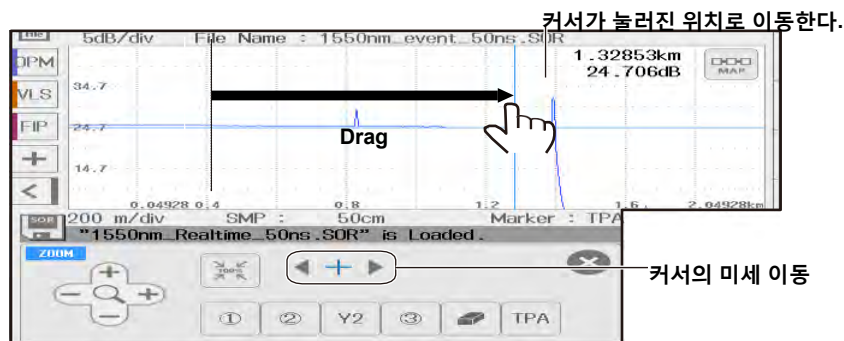 커서가 눌러진 위치로 이동한다.
File
5dB/div File Name : 1550nm_event_50ns.SOR
OPM
1.32853km
24.706dB
MAP
VLS
34.7
FIP
24.7
Drag
14.7
0.04928 0.4 0.8 1.2 1.6 2.04928km
SOR
200 m/div SMP : 50cm Marker : TPA
"1550nm_Realtime_50ns.SOR" is Loaded.
ZOOM
100%
커서의 미세 이동
① ② Y2 ③ TPA